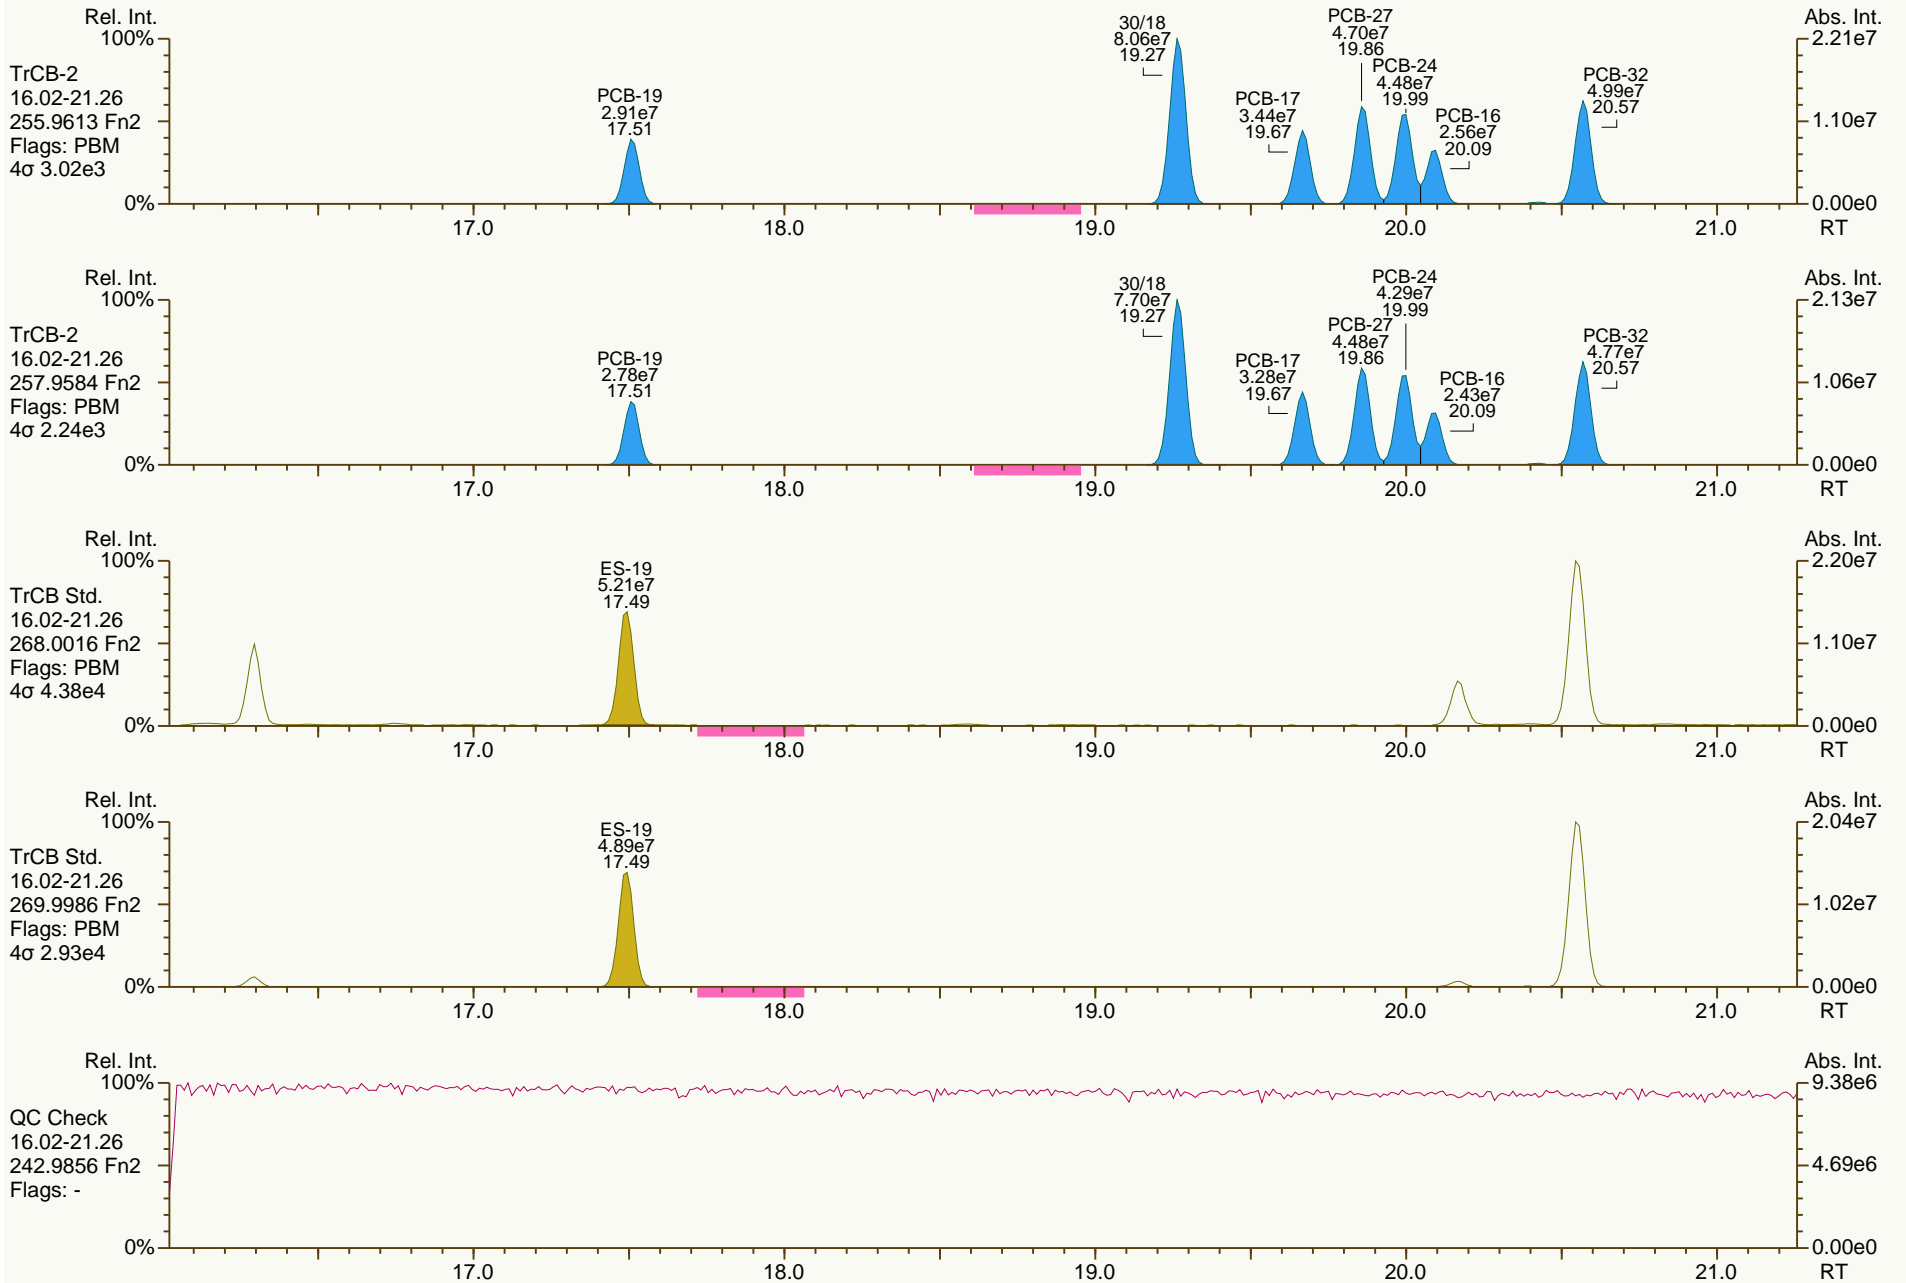 Rel. Int.
Abs. Int.
100%
2.21e7
1.10e7
0%
0.00e0
TrCB-2
16.02-21.26
255.9613 Fn2
Flags: PBM
4σ 3.02e3
PCB-19
2.91e7
17.51
30/18
8.06e7
19.27
PCB-17
3.44e7
19.67
PCB-27
4.70e7
19.86
PCB-24
4.48e7
19.99
PCB-16
2.56e7
20.09
PCB-32
4.99e7
20.57
17.0 18.0 19.0 20.0 21.0 RT
Rel. Int.
Abs. Int.
100%
2.13e7
1.06e7
0%
0.00e0
TrCB-2
16.02-21.26
257.9584 Fn2
Flags: PBM
4σ 2.24e3
PCB-19
2.78e7
17.51
30/18
7.70e7
19.27
PCB-17
3.28e7
19.67
PCB-27
4.48e7
19.86
PCB-24
4.29e7
19.99
PCB-16
2.43e7
20.09
PCB-32
4.77e7
20.57
17.0 18.0 19.0 20.0 21.0 RT
Rel. Int.
Abs. Int.
100%
2.20e7
1.10e7
0%
0.00e0
TrCB Std.
16.02-21.26
268.0016 Fn2
Flags: PBM
4σ 4.38e4
ES-19
5.21e7
17.49
17.0 18.0 19.0 20.0 21.0 RT
Rel. Int.
Abs. Int.
100%
2.04e7
1.02e7
0%
0.00e0
TrCB Std.
16.02-21.26
269.9986 Fn2
Flags: PBM
4σ 2.93e4
ES-19
4.89e7
17.49
17.0 18.0 19.0 20.0 21.0 RT
Rel. Int.
Abs. Int.
100%
9.38e6
4.69e6
0%
0.00e0
QC Check
16.02-21.26
242.9856 Fn2
Flags: -
17.0 18.0 19.0 20.0 21.0 RT